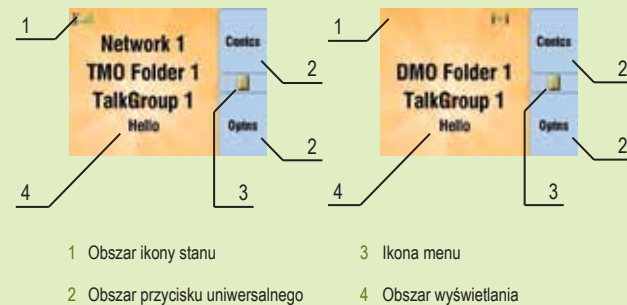 1
Network 1
TMO Folder 1
TalkGroup 1
Hello
Contcs
Optns
2
2
4
3
1
DMO Folder 1
TalkGroup 1
Hello
Contcs
Optns
2
2
4
3
1 Obszar ikony stanu
2 Obszar przycisku uniwersalnego
3 Ikona menu
4 Obszar wyświetlania